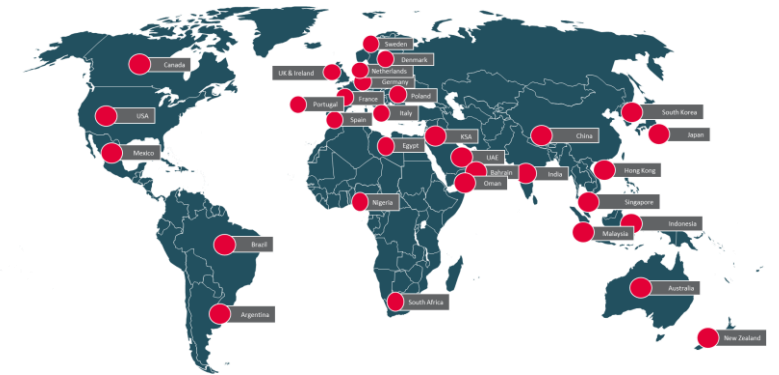 Sweden
Canada
Denmark
UK & Ireland
Netherlands
Germany
Poland
France
Portugal
USA
Italy
Spain
South Korea
Japan
KSA
China
Egypt
Mexico
UAE
Bahrain
India
Hong Kong
Oman
Nigeria
Singapore
Indonesia
Malaysia
Brazil
Australia
South Africa
Argentina
New Zealand